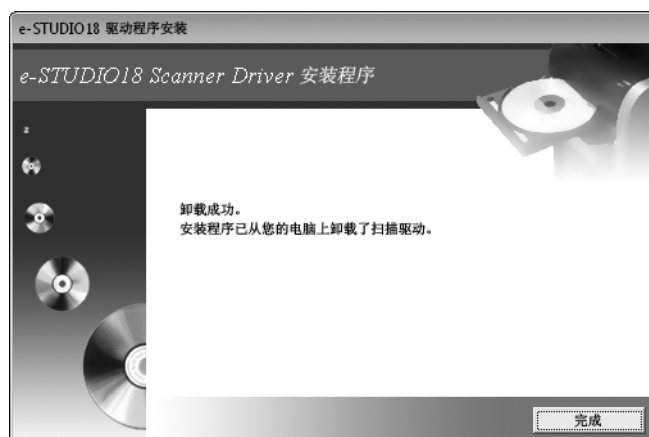 e-STUDIO18 驱动程序安装
e-STUDIO18 Scanner Driver 安装程序
卸载成功。
安装程序已从您的电脑上卸载了扫描驱动。
完成